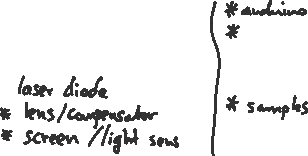 laser diode
* lens/compensator
* screen/light sens
* arduino
*
* samples